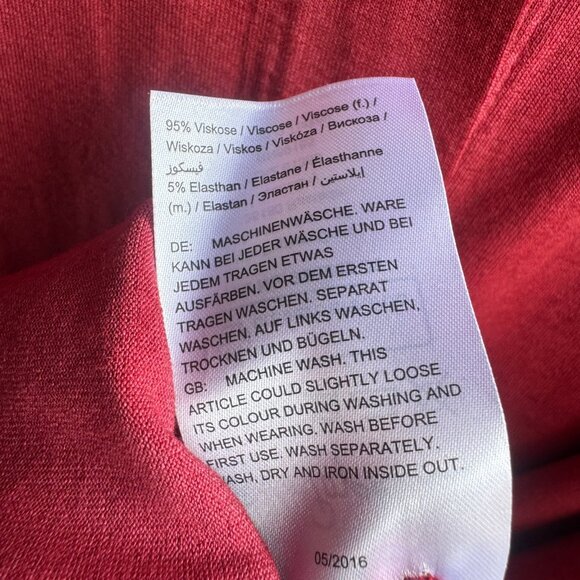 95% Viskose / Viscose / Viscose (f.) /
Wiskoza / Viskos / Viskóza / Вискоза /
فيسكوز
5% Elasthan / Elastane / Élasthanne
(m.) / Elastan / Эластан / إيلاستين /
DE: MASCHINENWÄSCHE. WARE
KANN BEI JEDER WÄSCHE UND BEI
JEDEM TRAGEN ETWAS
AUSFÄRBEN. VOR DEM ERSTEN
TRAGEN WASCHEN. SEPARAT
WASCHEN. AUF LINKS WASCHEN,
TROCKNEN UND BÜGELN.
GB: MACHINE WASH. THIS
ARTICLE COULD SLIGHTLY LOOSE
ITS COLOUR DURING WASHING AND
WHEN WEARING. WASH BEFORE
FIRST USE. WASH SEPARATELY.
WASH, DRY AND IRON INSIDE OUT.
05/2016